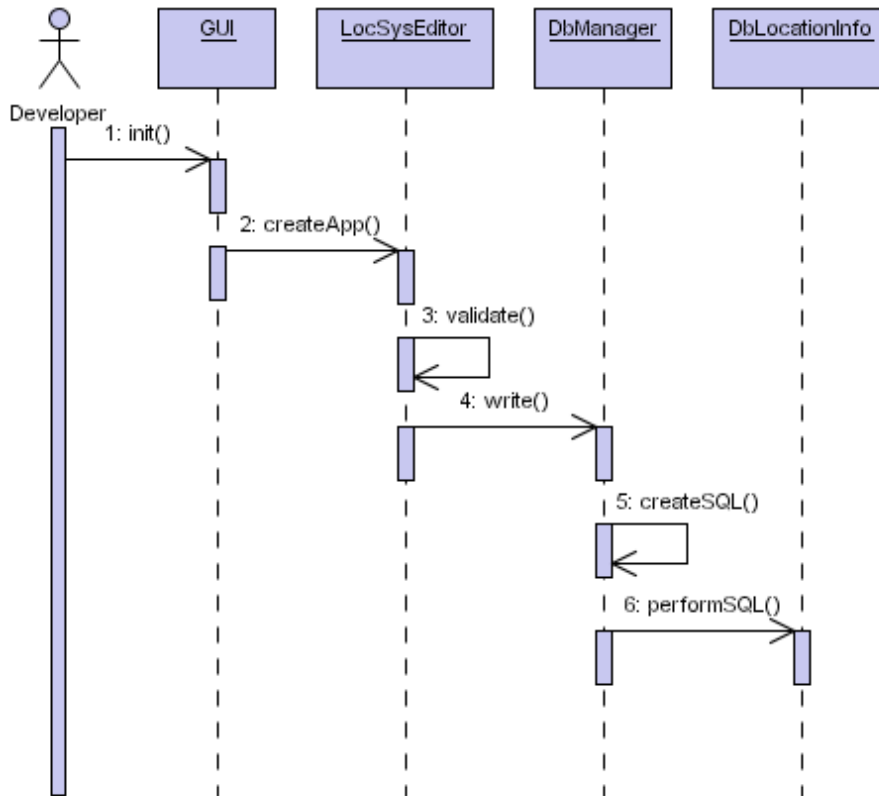 GUI
LocSysEditor
DbManager
DbLocationInfo
Developer
1: init()
2: createApp()
3: validate()
4: write()
5: createSQL()
6: performSQL()